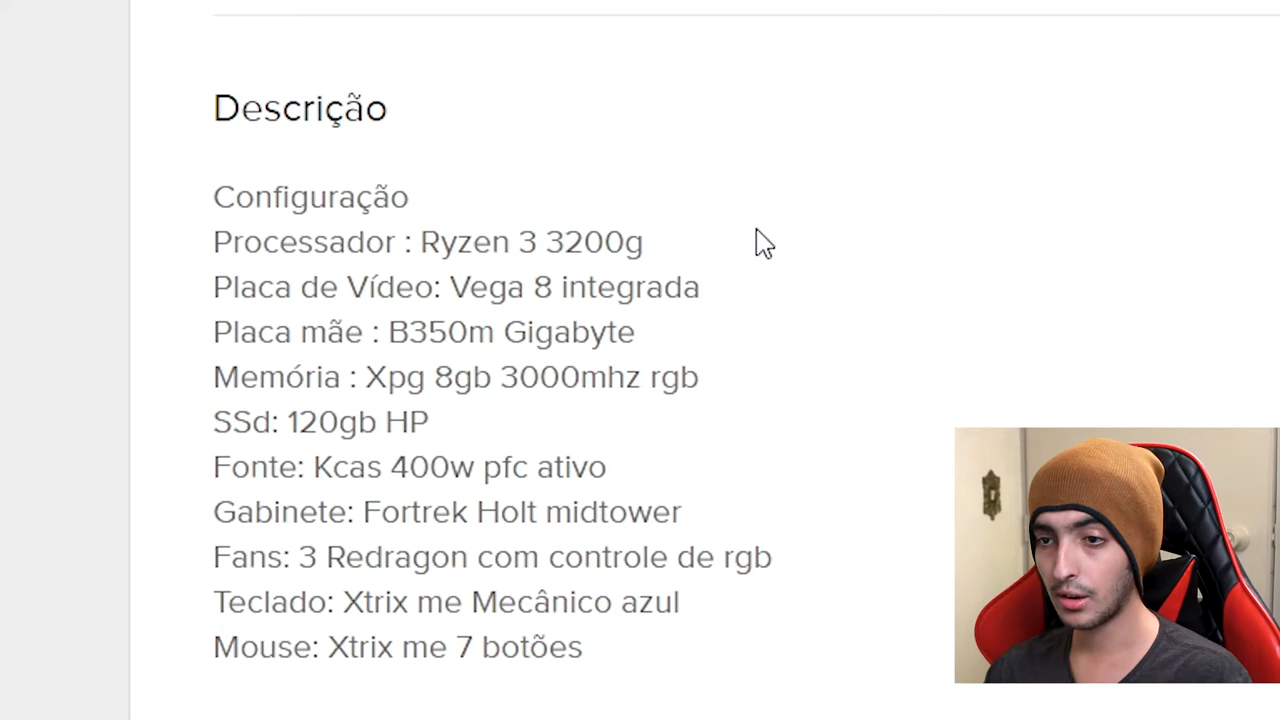 Descrição
Configuração
Processador : Ryzen 3 3200g
Placa de Vídeo: Vega 8 integrada
Placa mãe : B350m Gigabyte
Memória : Xpg 8gb 3000mhz rgb
SSd: 120gb HP
Fonte: Kcas 400w pfc ativo
Gabinete: Fortrek Holt midtower
Fans: 3 Redragon com controle de rgb
Teclado: Xtrix me Mecânico azul
Mouse: Xtrix me 7 botões